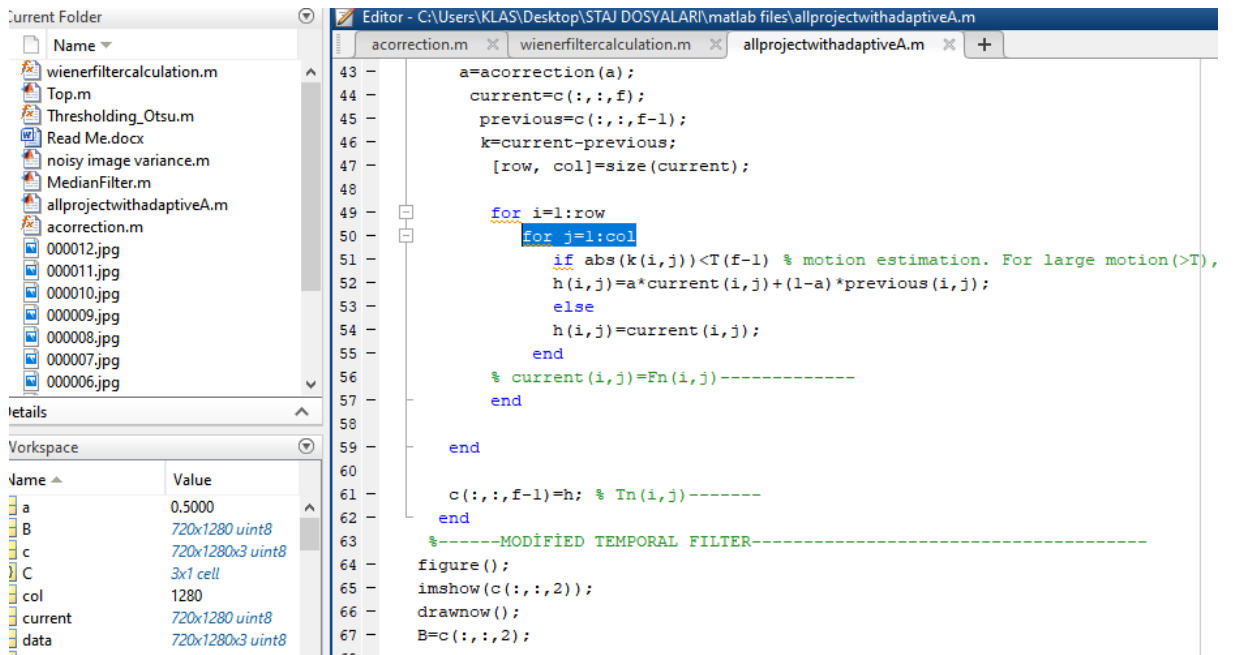 Current Folder
Name
wienerfiltercalculation.m
Top.m
Thresholding_Otsu.m
Read Me.docx
noisy image variance.m
MedianFilter.m
allprojectwithadaptiveA.m
acorrection.m
000012.jpg
000011.jpg
000010.jpg
000009.jpg
000008.jpg
000007.jpg
000006.jpg
Details
Workspace
Name Value
a 0.5000
B 720x1280 uint8
c 720x1280x3 uint8
C 3x1 cell
col 1280
current 720x1280 uint8
data 720x1280x3 uint8
Editor - C:\Users\KLAS\Desktop\STAJ DOSYALARI\matlab files\allprojectwithadaptiveA.m
acorrection.m wienerfiltercalculation.m allprojectwithadaptiveA.m
43 a=acorrection(a);
44 current=c(:,:,f);
45 previous=c(:,:,f-1);
46 k=current-previous;
47 [row, col]=size(current);
48
49 for i=1:row
50 for j=1:col
51 if abs(k(i,j))<T(f-1) % motion estimation. For large motion(>T),
52 h(i,j)=a*current(i,j)+(1-a)*previous(i,j);
53 else
54 h(i,j)=current(i,j);
55 end
56 % current(i,j)=Fn(i,j)-------------
57 end
58
59 end
60
61 c(:,:,f-1)=h; % Tn(i,j)-------
62 end
63 %------MODİFİED TEMPORAL FILTER--------------------------------------
64 figure();
65 imshow(c(:,:,2));
66 drawnow();
67 B=c(:,:,2);